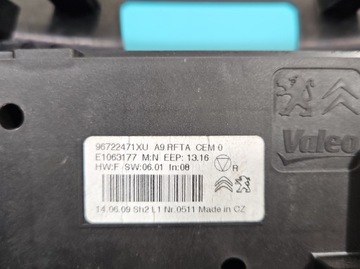 96722471XU A9 RFTA CEM 0
E1063177 M:N EEP: 13.16
HW:F/SW:06.01 In:08
R
14.06.09 Sh2 L1 Nr.0511 Made in CZ
Valeo